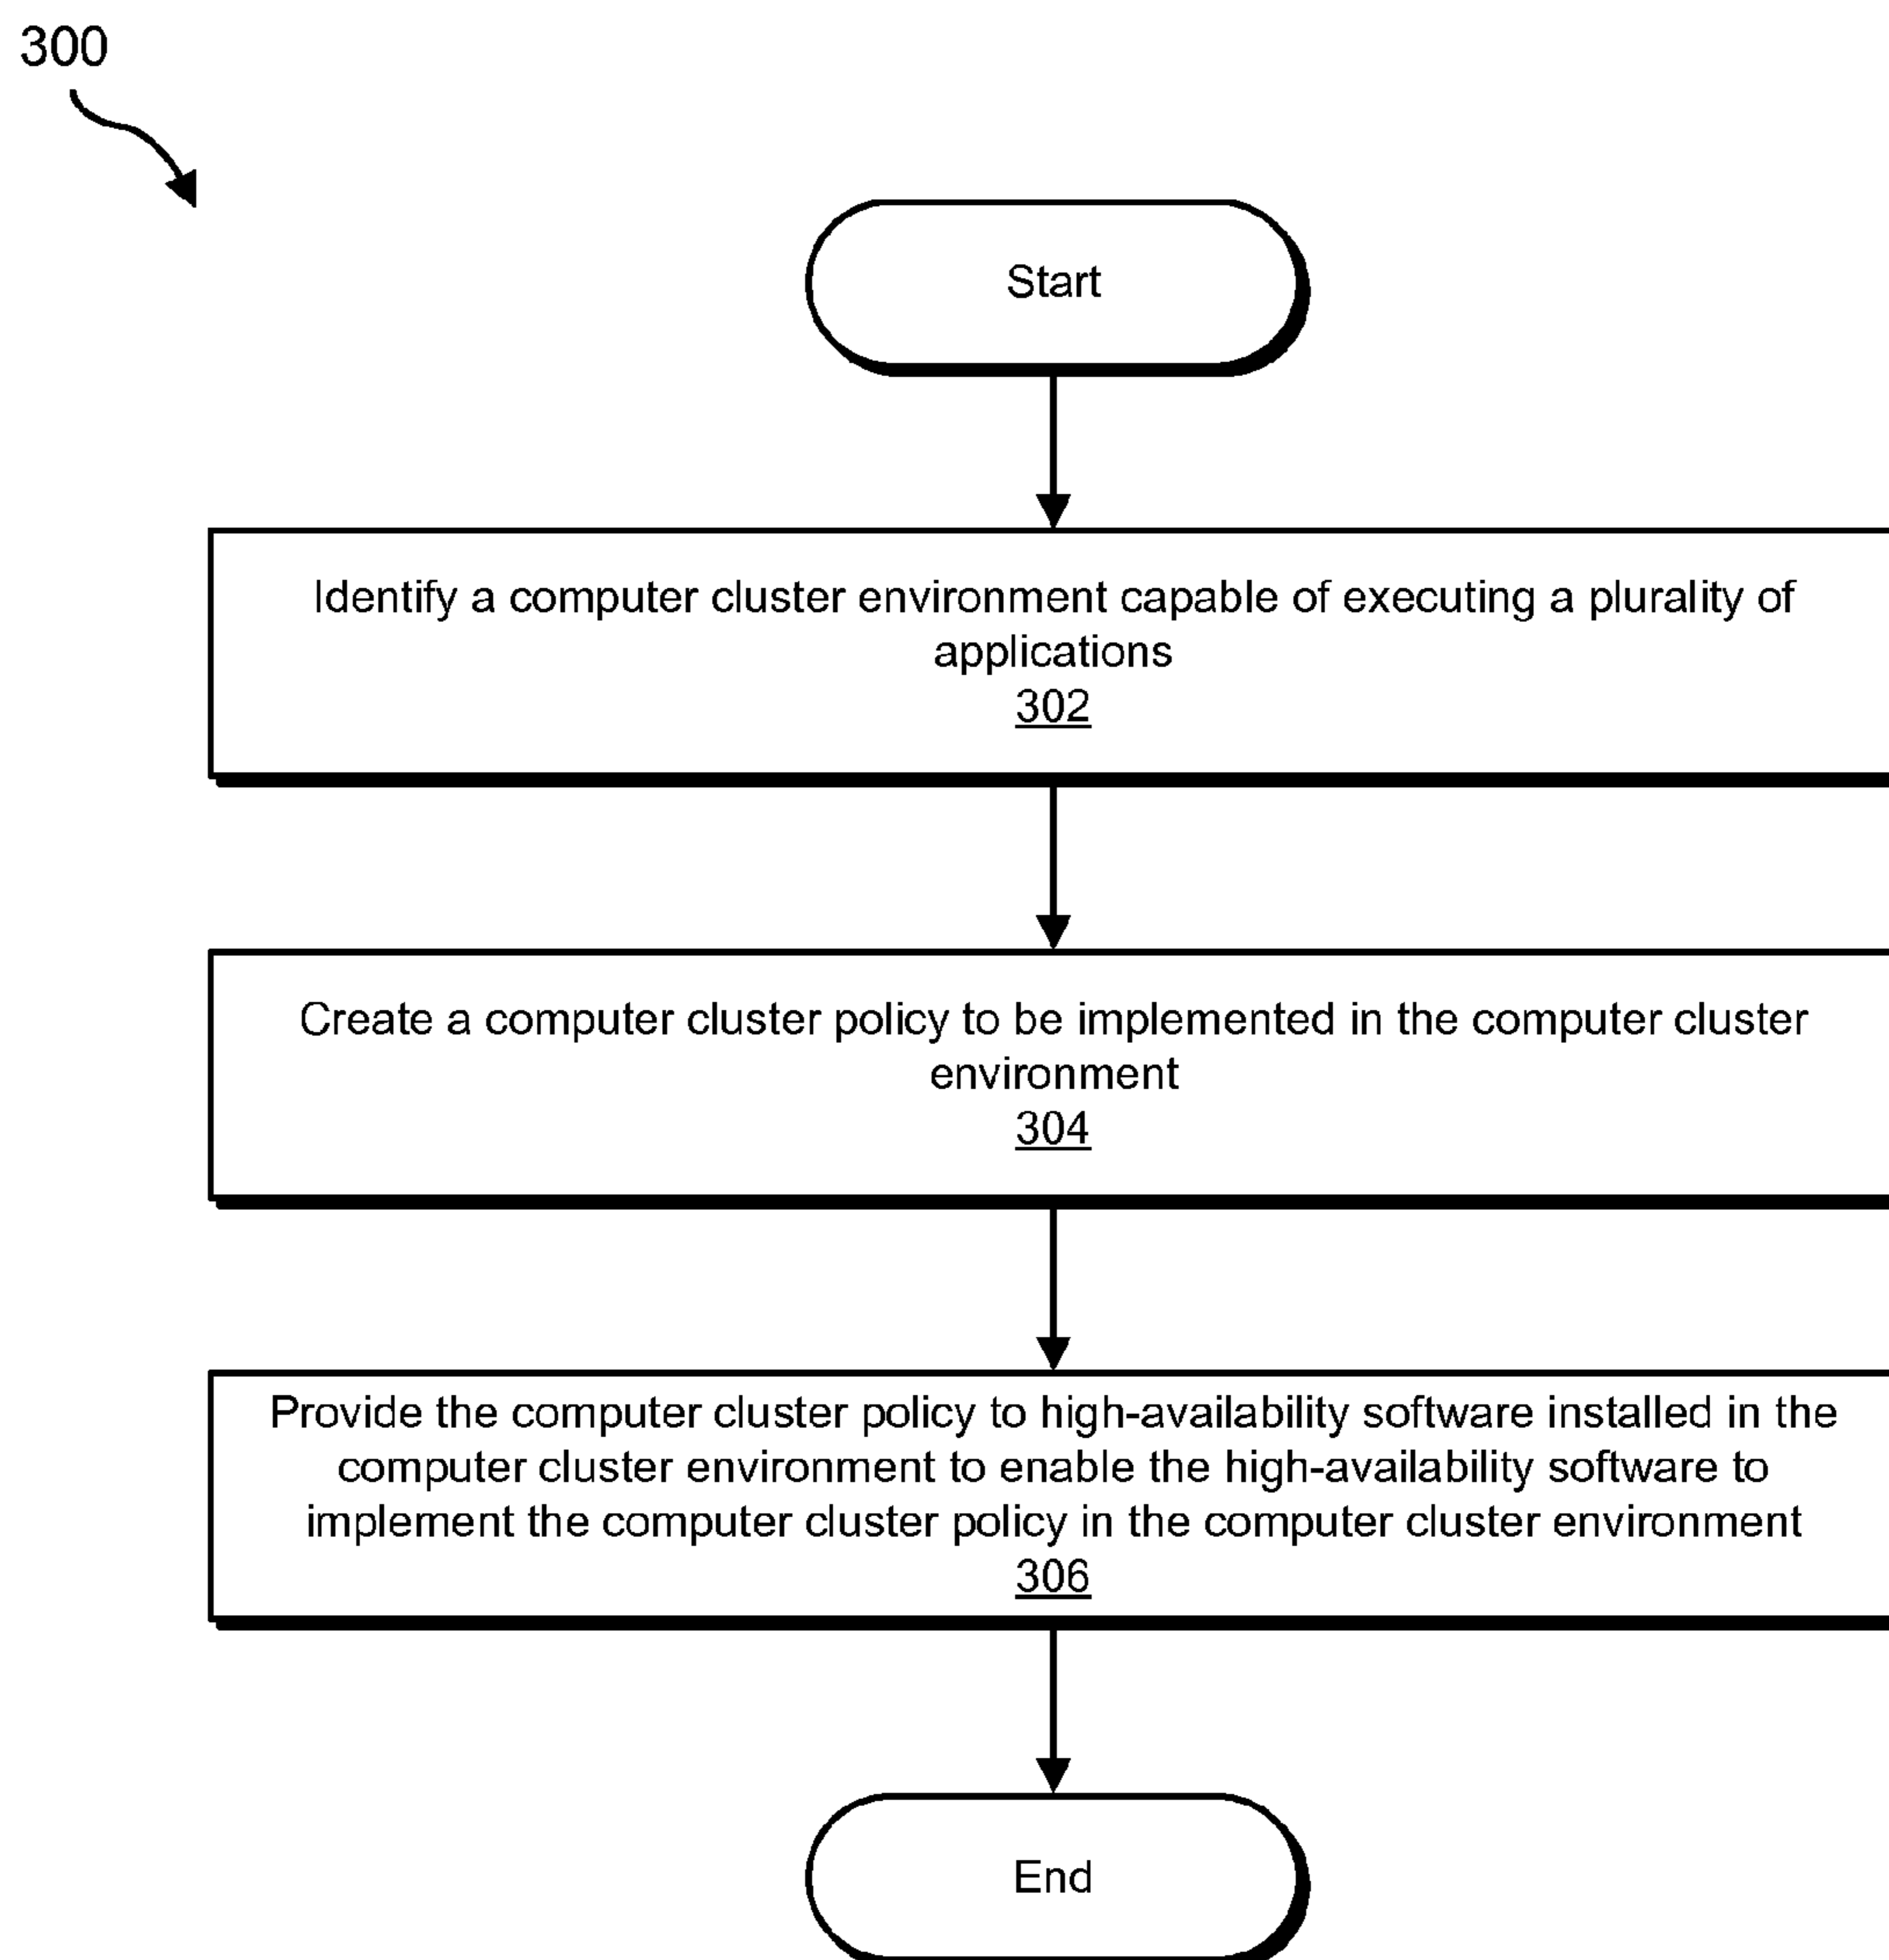 300
Start
Identify a computer cluster environment capable of executing a plurality of
applications
302
Create a computer cluster policy to be implemented in the computer cluster
environment
304
Provide the computer cluster policy to high-availability software installed in the
computer cluster environment to enable the high-availability software to
implement the computer cluster policy in the computer cluster environment
306
End